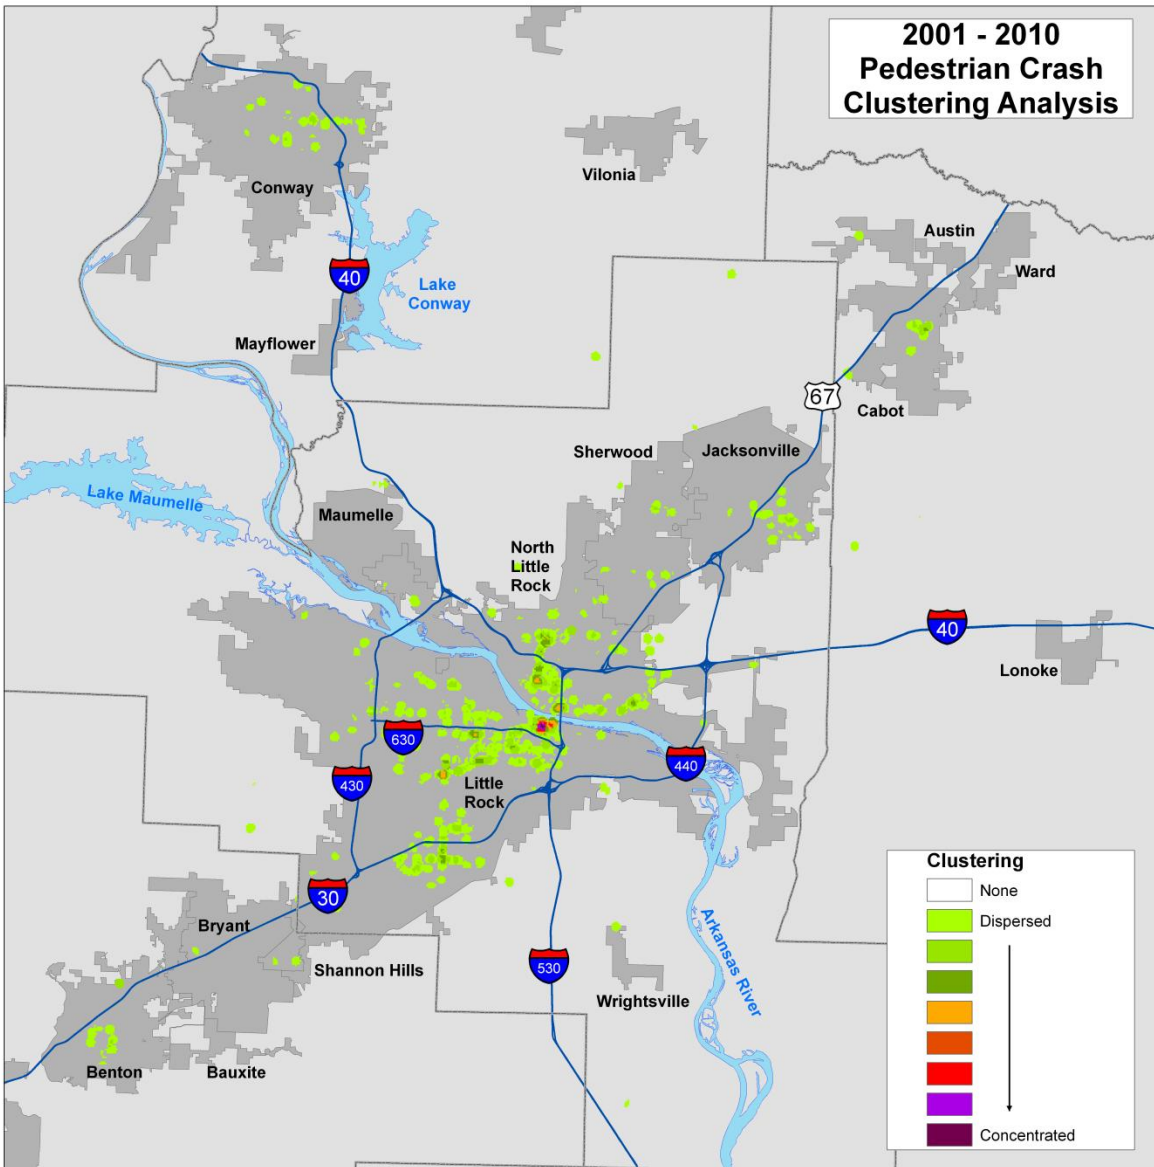 2001 - 2010
Pedestrian Crash
Clustering Analysis
Vilonia
Conway
Austin
Ward
40
Lake
Conway
Mayflower
67
Cabot
Sherwood
Jacksonville
Lake Maumelle
Maumelle
North
Little
Rock
40
Lonoke
630
430
440
Little
Rock
30
Bryant
Shannon Hills
530
Wrightsville
Arkansas River
Benton
Bauxite
Clustering
None
Dispersed
Concentrated